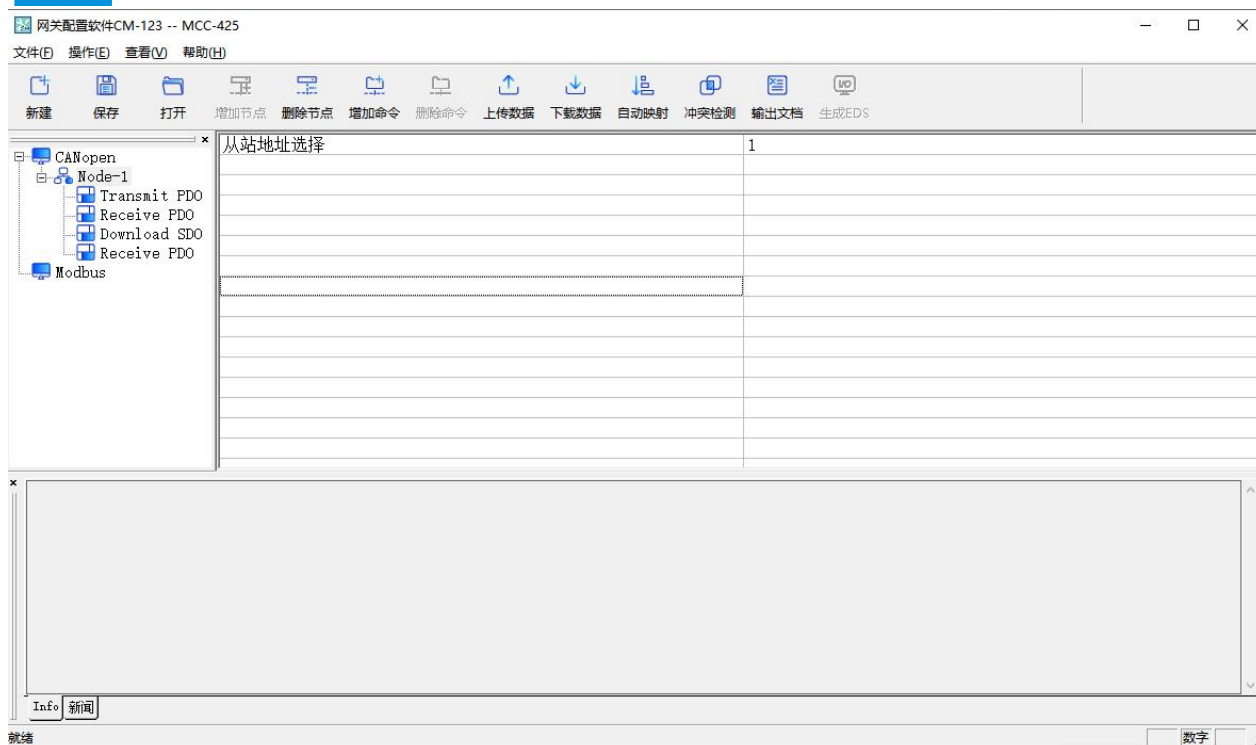 网关配置软件CM-123 -- MCC-425
文件(F) 操作(E) 查看(V) 帮助(H)
新建 保存 打开 增加节点 删除节点 增加命令 删除命令 上传数据 下载数据 自动映射 冲突检测 输出文档 生成EDS
CANopen
Node-1
Transmit PDO
Receive PDO
Download SDO
Receive PDO
Modbus
从站地址选择 1
Info 新闻
就绪 数字